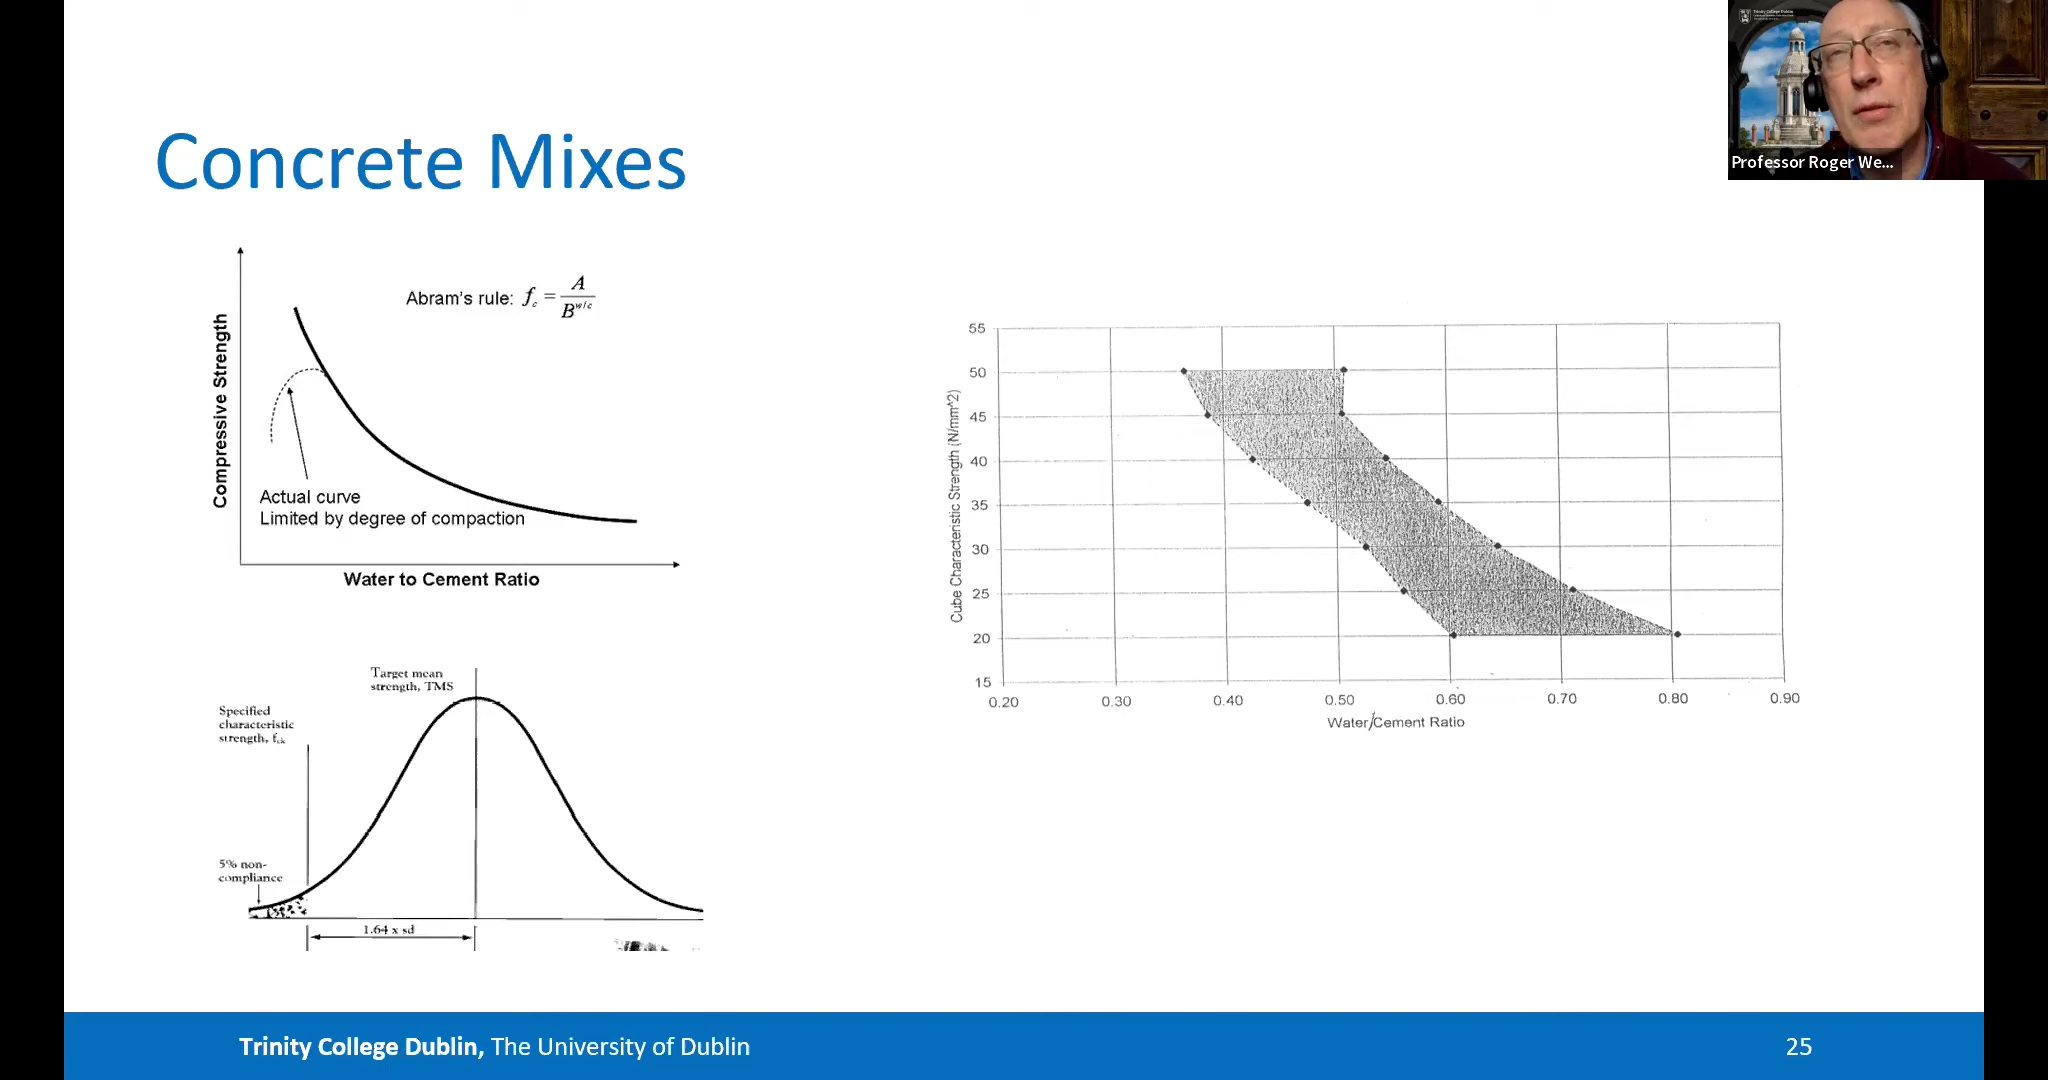 Concrete Mixes
Trinity College Dublin
Professor Roger We...
Compressive Strength
Abram's rule: f_c = A / B^w/c
Actual curve
Limited by degree of compaction
Water to Cement Ratio
Target mean
strength, TMS
Specified
characteristic
strength, f_ck
5% non-
compliance
1.64 x sd
Cube Characteristic Strength (N/mm^2)
55
50
45
40
35
30
25
20
15
0.20 0.30 0.40 0.50 0.60 0.70 0.80 0.90
Water/Cement Ratio
Trinity College Dublin, The University of Dublin
25